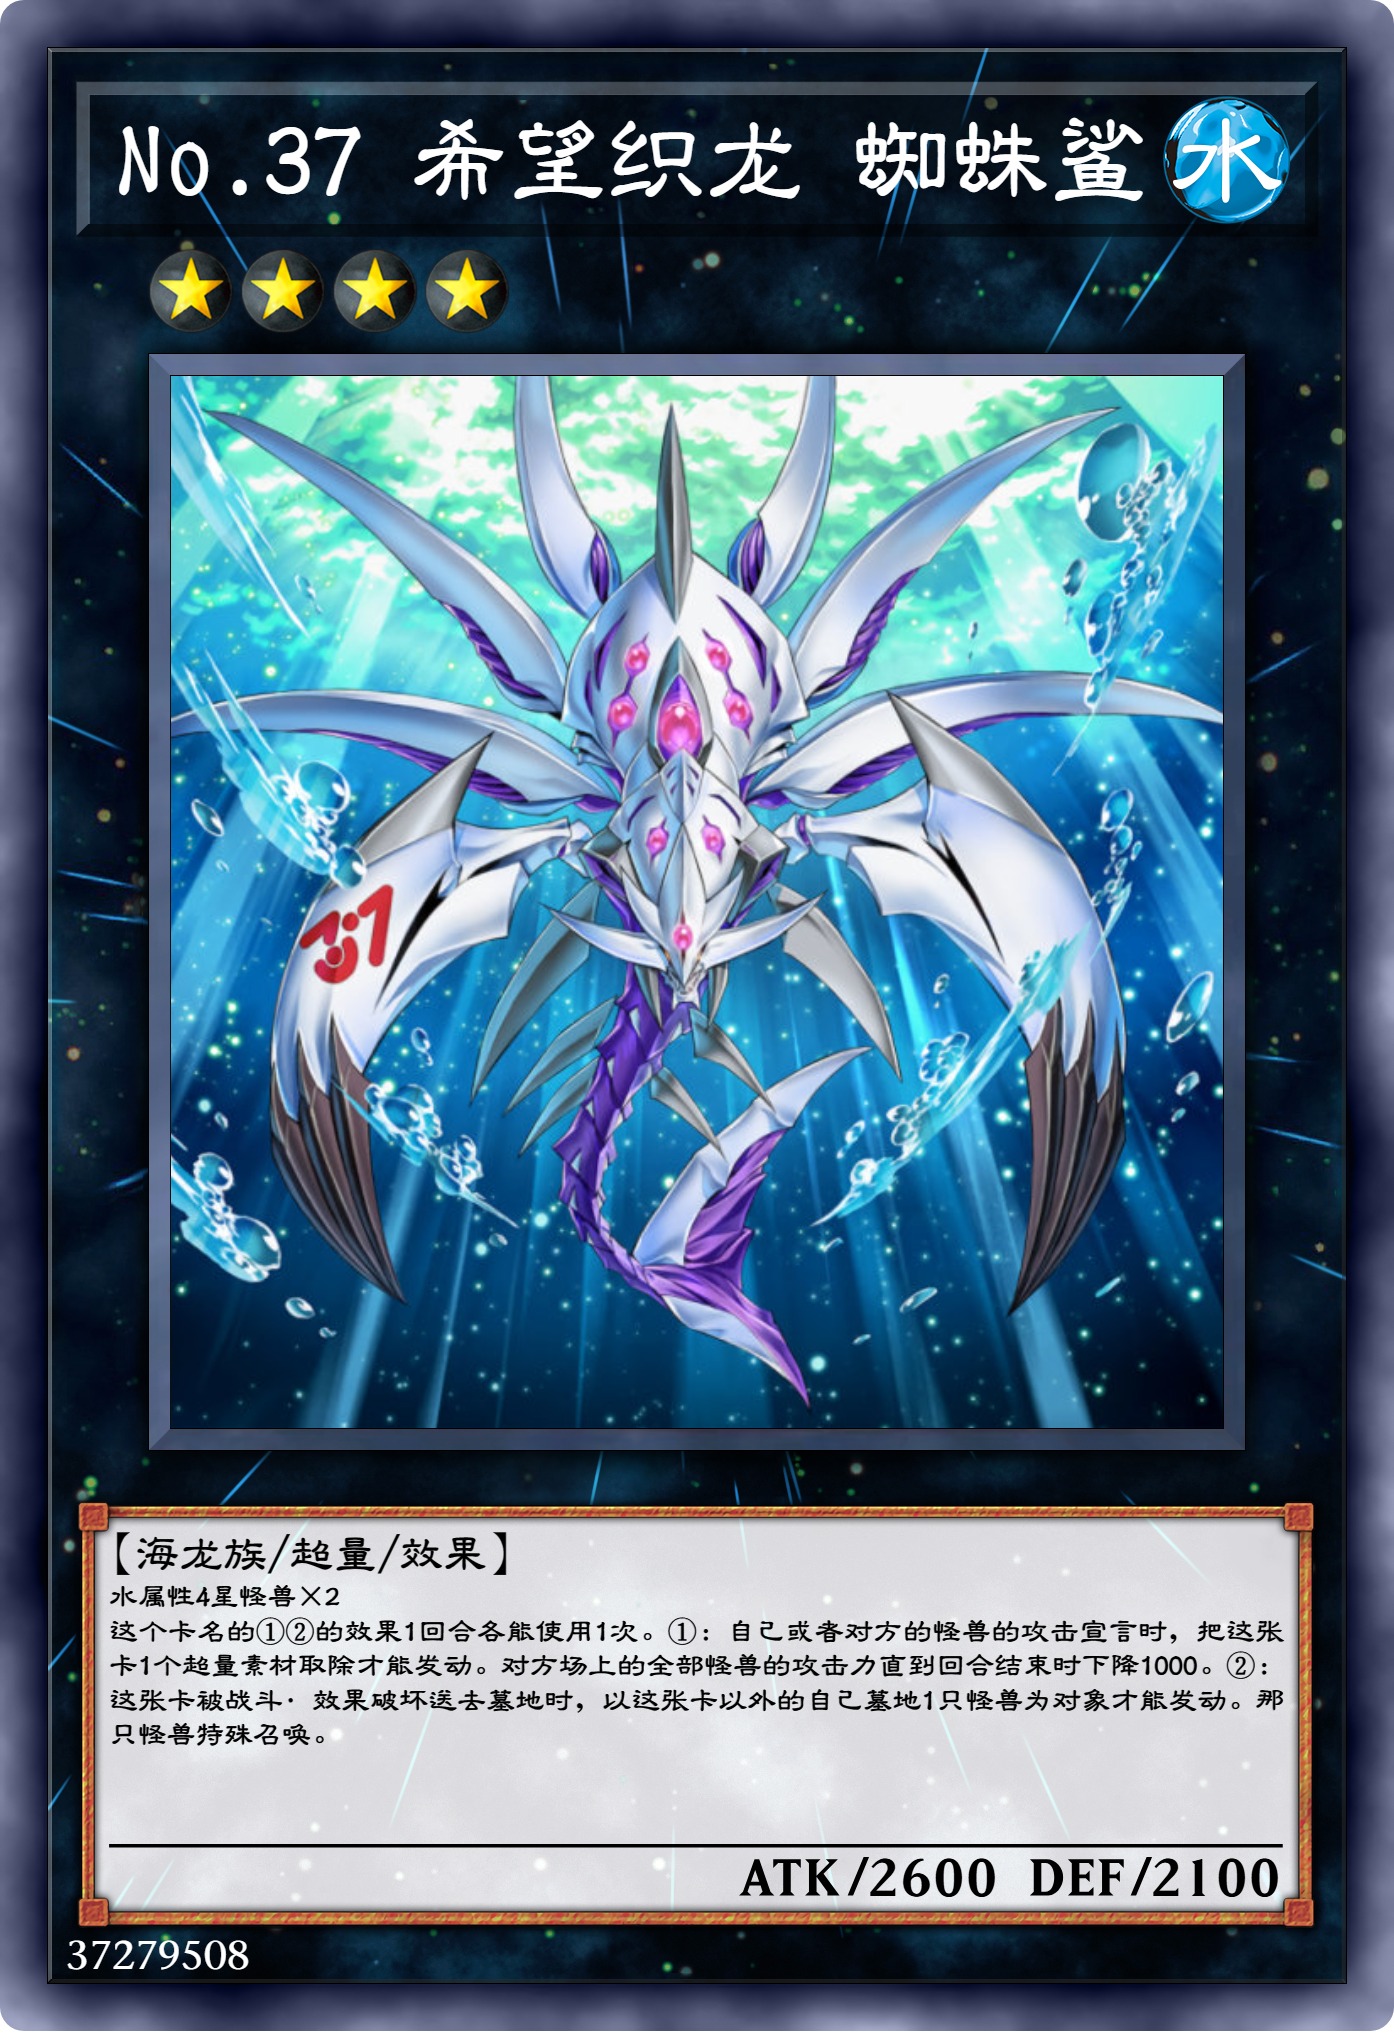 No.37 希望织龙 蜘蛛鲨
水
37
【海龙族/超量/效果】
水属性4星怪兽×2
这个卡名的①②的效果1回合各能使用1次。①：自己或者对方的怪兽的攻击宣言时，把这张
卡1个超量素材取除才能发动。对方场上的全部怪兽的攻击力直到回合结束时下降1000。②：
这张卡被战斗·效果破坏送去墓地时，以这张卡以外的自己墓地1只怪兽为对象才能发动。那
只怪兽特殊召唤。
ATK/2600 DEF/2100
37279508